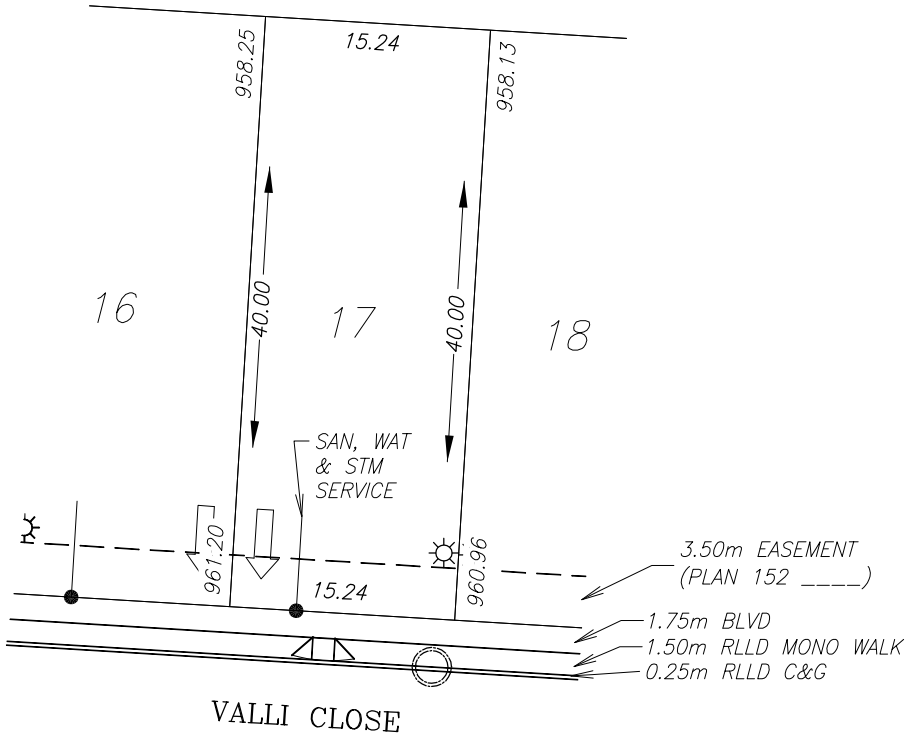 15.24
958.25
958.13
16
40.00
17
40.00
18
SAN, WAT
& STM
SERVICE
961.20
15.24
960.96
3.50m EASEMENT
(PLAN 152 ____)
1.75m BLVD
1.50m RLLD MONO WALK
0.25m RLLD C&G
VALLI CLOSE